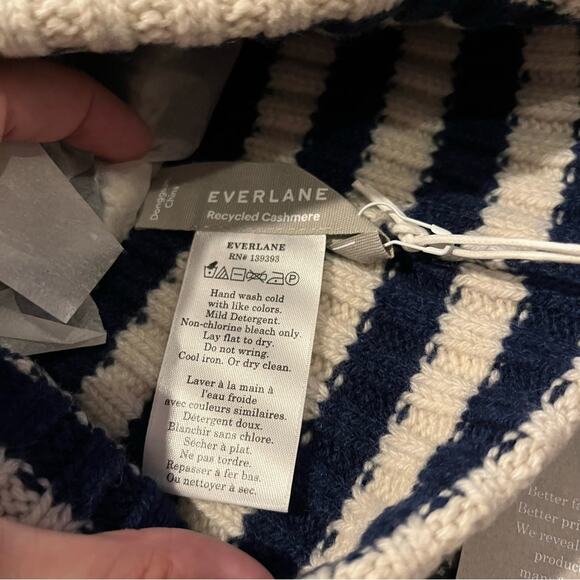 Donggu
China
EVERLANE
Recycled Cashmere
L
EVERLANE
RN# 139393
P
Hand wash cold
with like colors.
Mild Detergent.
Non-chlorine bleach only.
Lay flat to dry.
Do not wring.
Cool iron. Or dry clean.
Laver à la main à
l'eau froide
avec couleurs similaires.
Détergent doux.
Blanchir sans chlore.
Sécher à plat.
Ne pas tordre.
Repasser à fer bas.
Ou nettoyer à sec.
Better
Better pri
We reveal
produc
man